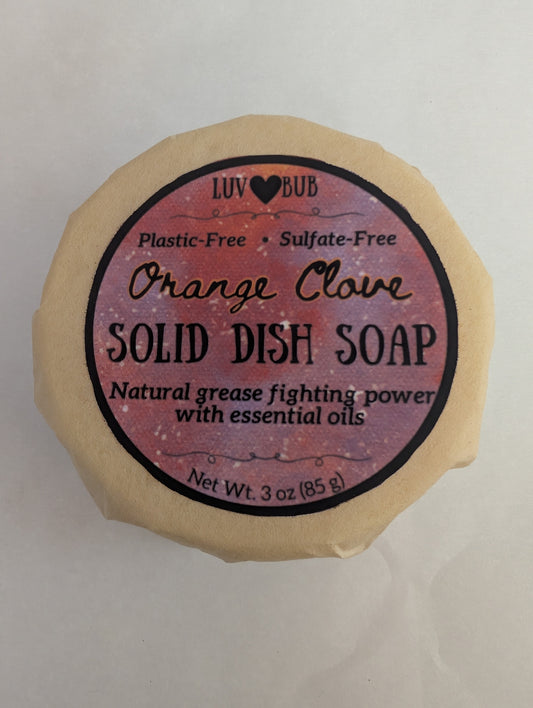 LUV BUB
Plastic-Free • Sulfate-Free
Orange Clove
SOLID DISH SOAP
Natural grease fighting power
with essential oils
Net Wt. 3 oz (85 g)